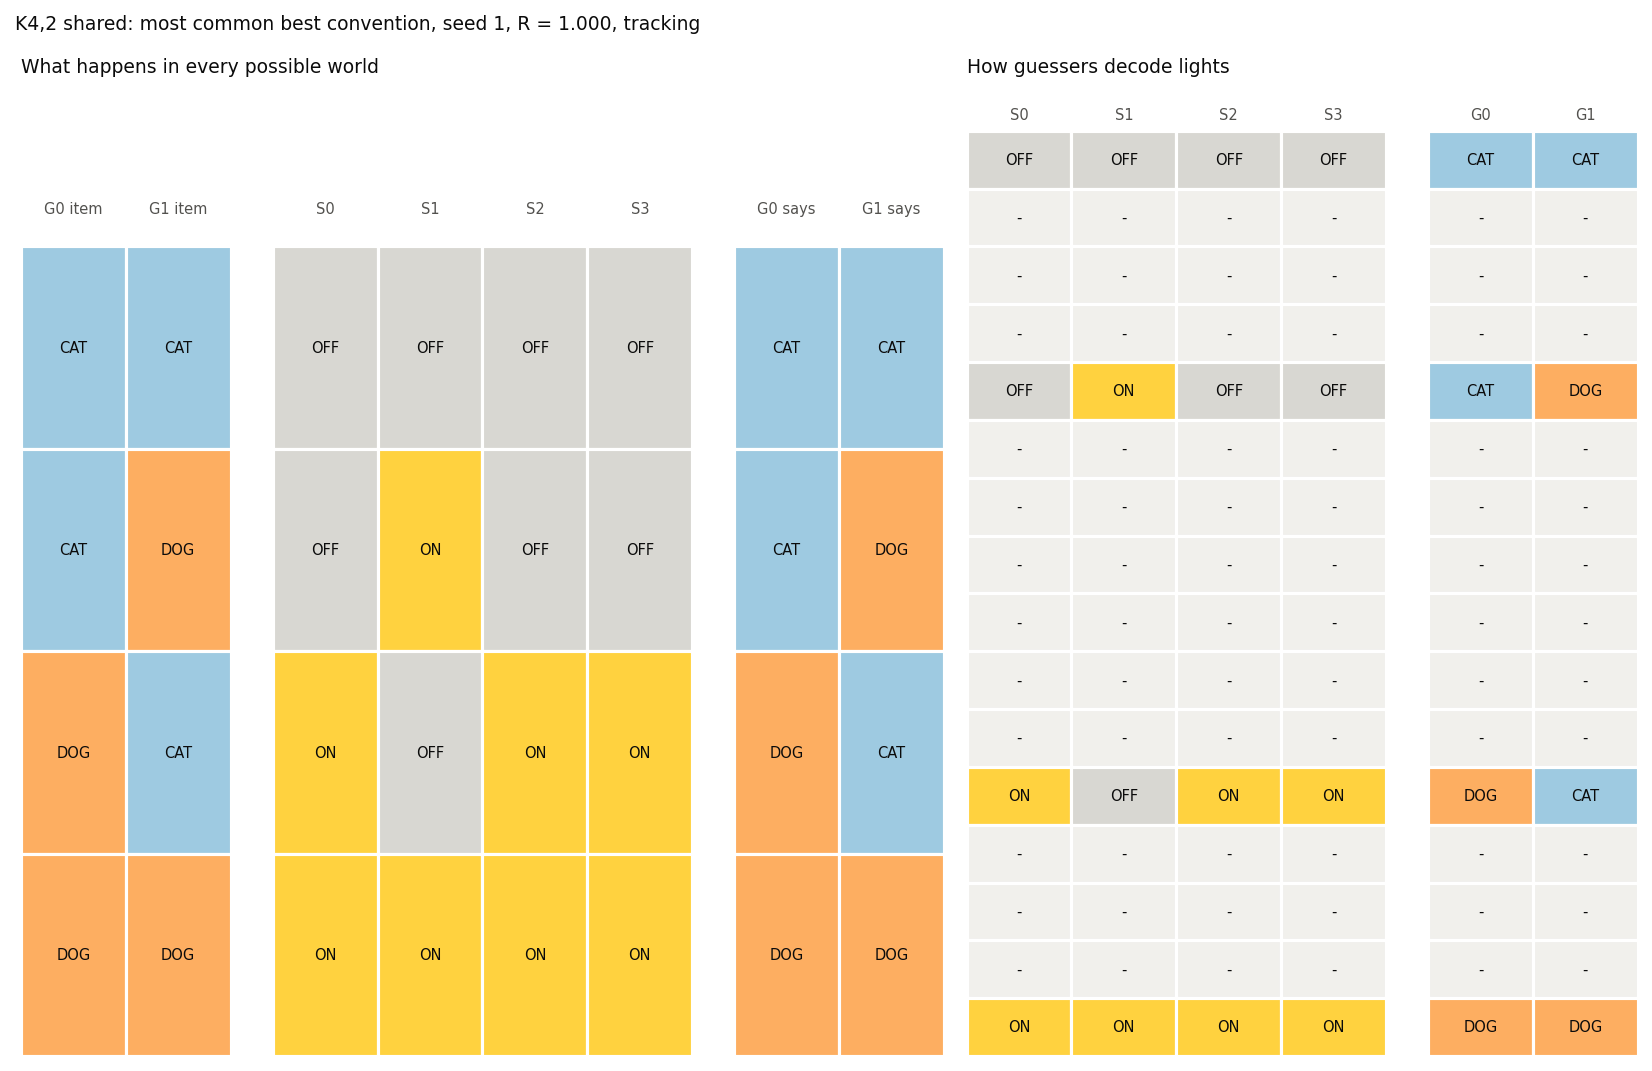 K4,2 shared: most common best convention, seed 1, R = 1.000, tracking
What happens in every possible world
G0 item G1 item S0 S1 S2 S3 G0 says G1 says
CAT CAT OFF OFF OFF OFF CAT CAT
CAT DOG OFF ON OFF OFF CAT DOG
DOG CAT ON OFF ON ON DOG CAT
DOG DOG ON ON ON ON DOG DOG
How guessers decode lights
S0 S1 S2 S3 G0 G1
OFF OFF OFF OFF CAT CAT
- - - - - -
- - - - - -
- - - - - -
OFF ON OFF OFF CAT DOG
- - - - - -
- - - - - -
- - - - - -
- - - - - -
- - - - - -
- - - - - -
ON OFF ON ON DOG CAT
- - - - - -
- - - - - -
- - - - - -
ON ON ON ON DOG DOG